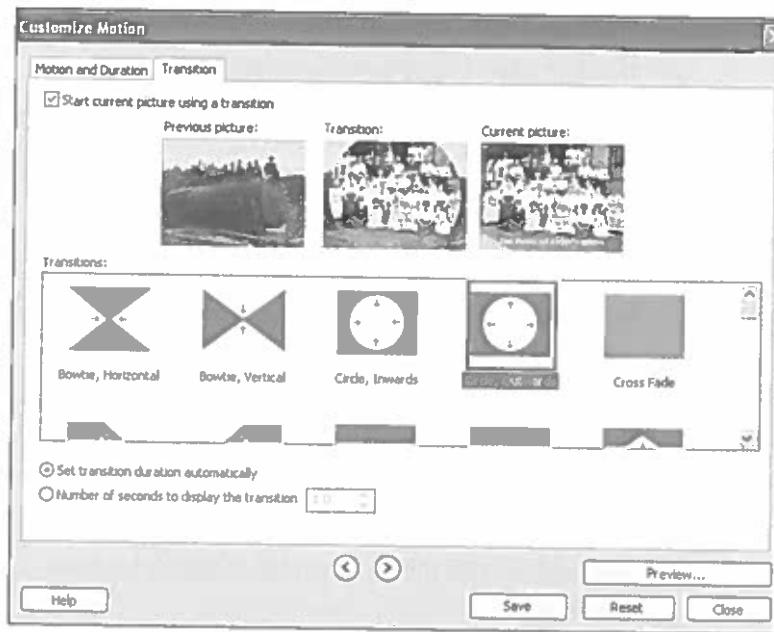 Customize Motion
Motion and Duration Transition
Start current picture using a transition
Previous picture: Transition: Current picture:
Transitions:
Bowtie, Horizontal Bowtie, Vertical Circle, Inwards Circle, Outwards Cross Fade
Set transition duration automatically
Number of seconds to display the transition
Preview...
Help Save Reset Close